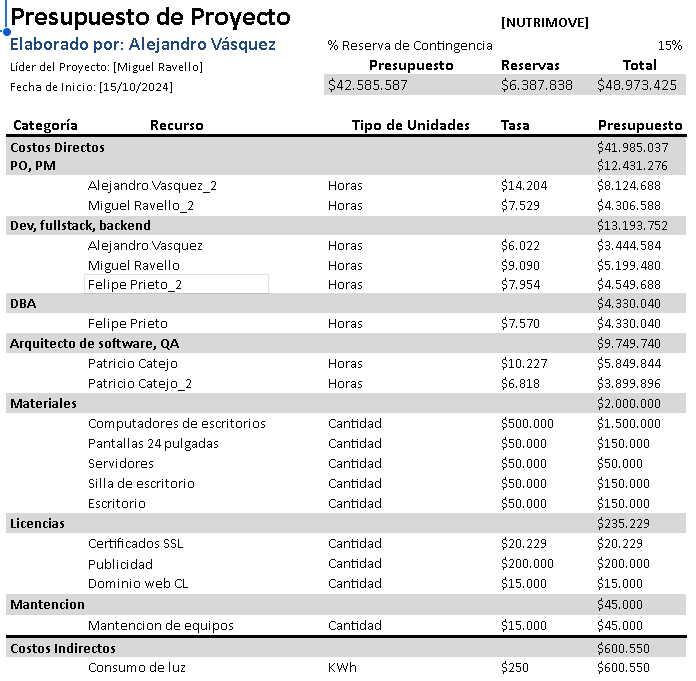 Presupuesto de Proyecto
[NUTRIMOVE]
Elaborado por: Alejandro Vásquez % Reserva de Contingencia 15%
Líder del Proyecto: [Miguel Ravello] Presupuesto Reservas Total
Fecha de Inicio: [15/10/2024] $42.585.587 $6.387.838 $48.973.425
Categoría Recurso Tipo de Unidades Tasa Presupuesto
Costos Directos $41.985.037
PO, PM $12.431.276
Alejandro Vasquez_2 Horas $14.204 $8.124.688
Miguel Ravello_2 Horas $7.529 $4.306.588
Dev, fullstack, backend $13.193.752
Alejandro Vasquez Horas $6.022 $3.444.584
Miguel Ravello Horas $9.090 $5.199.480
Felipe Prieto_2 Horas $7.954 $4.549.688
DBA $4.330.040
Felipe Prieto Horas $7.570 $4.330.040
Arquitecto de software, QA $9.749.740
Patricio Catejo Horas $10.227 $5.849.844
Patricio Catejo_2 Horas $6.818 $3.899.896
Materiales $2.000.000
Computadores de escritorios Cantidad $500.000 $1.500.000
Pantallas 24 pulgadas Cantidad $50.000 $150.000
Servidores Cantidad $50.000 $50.000
Silla de escritorio Cantidad $50.000 $150.000
Escritorio Cantidad $50.000 $150.000
Licencias $235.229
Certificados SSL Cantidad $20.229 $20.229
Publicidad Cantidad $200.000 $200.000
Dominio web CL Cantidad $15.000 $15.000
Mantencion $45.000
Mantencion de equipos Cantidad $15.000 $45.000
Costos Indirectos $600.550
Consumo de luz KWh $250 $600.550